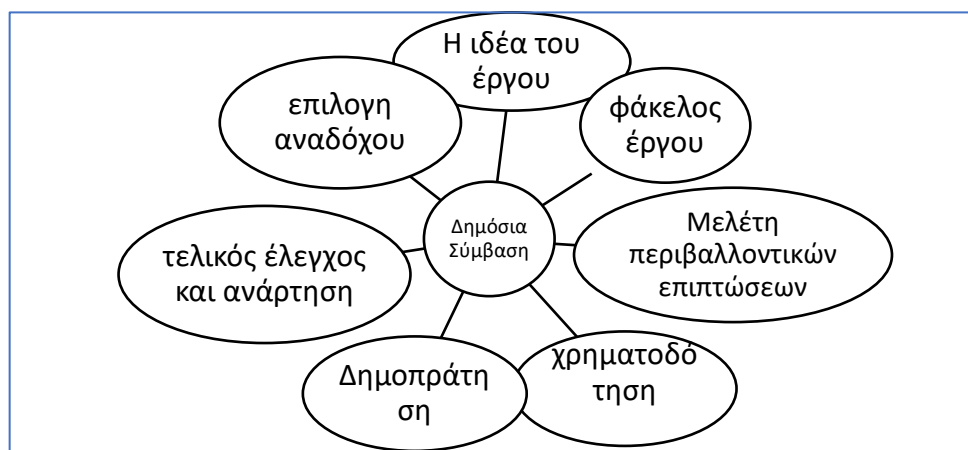 Η ιδέα του
έργου
φάκελος
έργου
Μελέτη
περιβαλλοντικών
επιπτώσεων
χρηματοδό
τηση
Δημοπράτη
ση
τελικός έλεγχος
και ανάρτηση
επιλογη
αναδόχου
Δημόσια
Σύμβαση